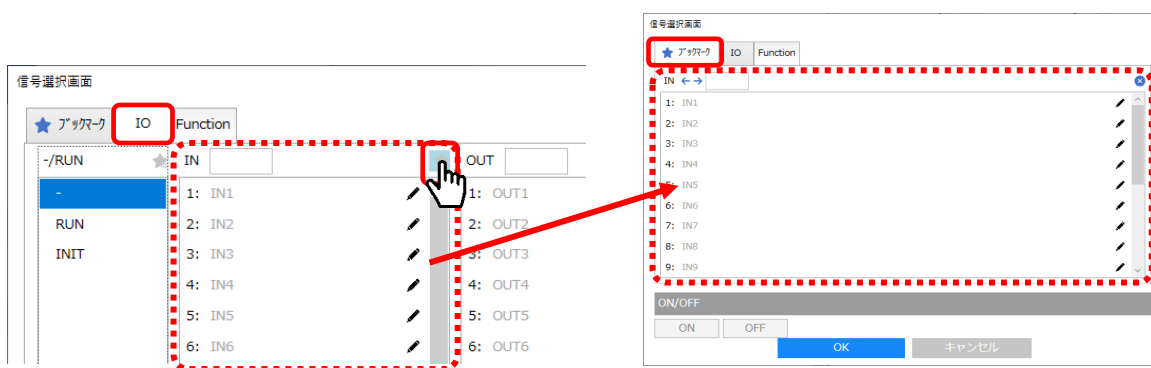 信号選択画面
ブックマーク IO Function
-/RUN IN OUT
-
RUN
INIT
1: IN1
2: IN2
3: IN3
4: IN4
5: IN5
6: IN6
1: OUT1
2: OUT2
3: OUT3
4: OUT4
5: OUT5
6: OUT6
信号選択画面
ブックマーク IO Function
IN ←→
1: IN1
2: IN2
3: IN3
4: IN4
5: IN5
6: IN6
7: IN7
8: IN8
9: IN9
ON/OFF
ON OFF
OK キャンセル